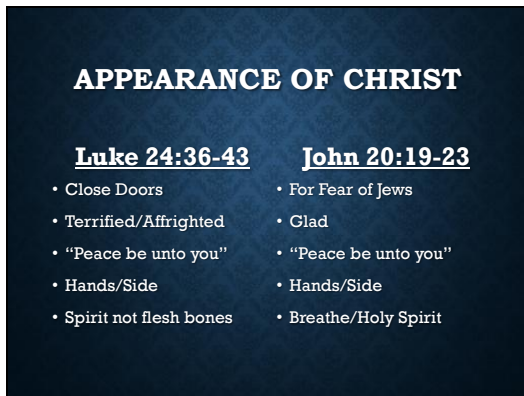 APPEARANCE OF CHRIST
Luke 24:36-43
• Close Doors
• Terrified/Affrighted
• “Peace be unto you”
• Hands/Side
• Spirit not flesh bones
John 20:19-23
• For Fear of Jews
• Glad
• “Peace be unto you”
• Hands/Side
• Breathe/Holy Spirit